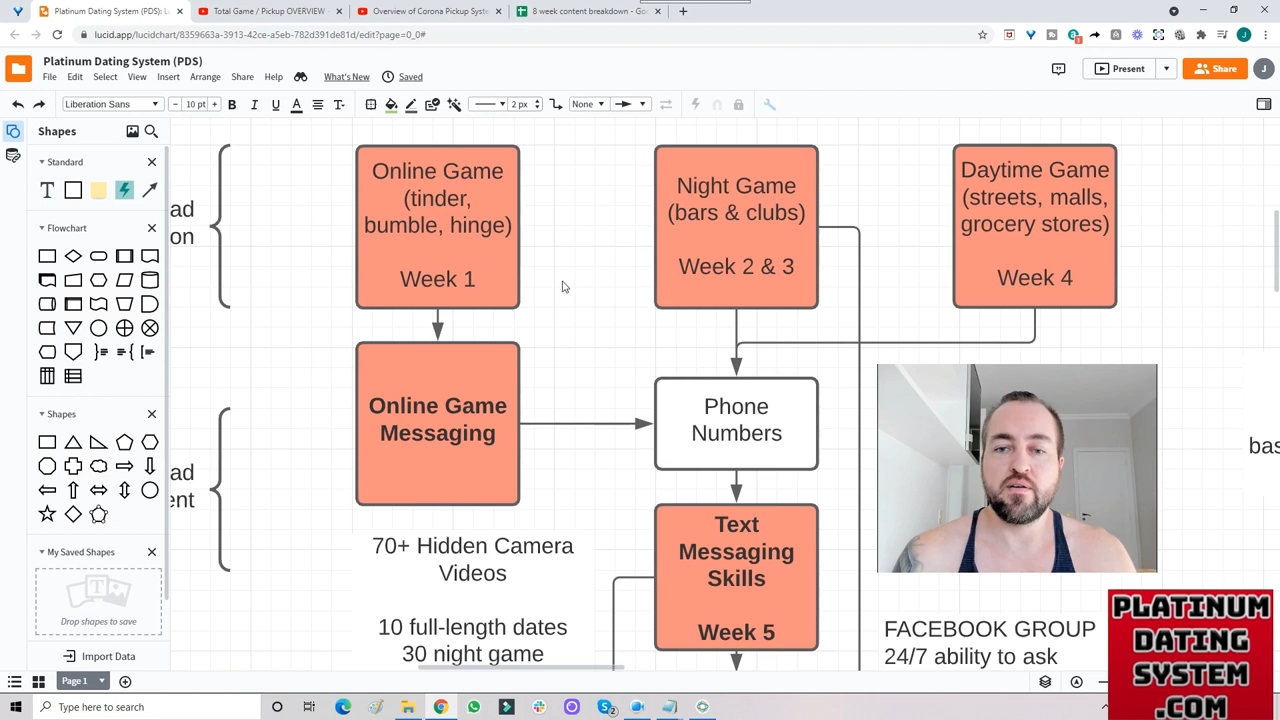 Platinum Dating System (PDS): L
Total Game / Pickup OVERVIEW -
Overview of Corona Pickup Syst
8 week content breakdown - Goo
lucid.app/lucidchart/8359663a-3913-42ce-a5eb-782d391de81d/edit?page=0_0#
Platinum Dating System (PDS)
File Edit Select View Insert Arrange Share Help What's New Saved
Present
Share
J
Liberation Sans
10 pt
2 px
None
Shapes
Standard
Flowchart
Shapes
My Saved Shapes
Drop shapes to save
Import Data
ad
on
ad
ent
Online Game
(tinder,
bumble, hinge)
Week 1
Night Game
(bars & clubs)
Week 2 & 3
Daytime Game
(streets, malls,
grocery stores)
Week 4
Online Game
Messaging
Phone
Numbers
bas
Text
Messaging
Skills
Week 5
70+ Hidden Camera
Videos
10 full-length dates
30 night game
FACEBOOK GROUP
24/7 ability to ask
PLATINUM
DATING
SYSTEM
.COM
Page 1
Type here to search